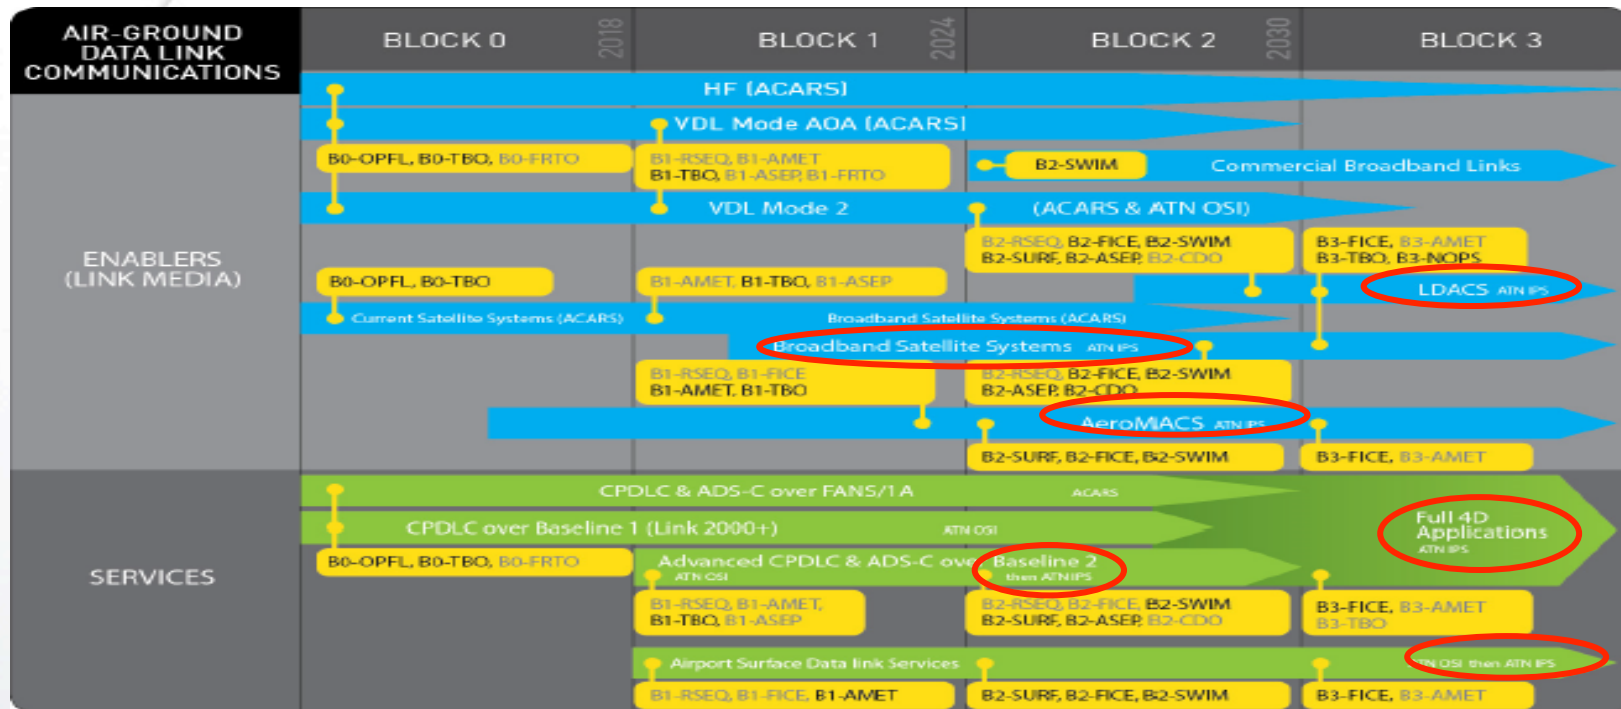 AIR-GROUND
DATA LINK
COMMUNICATIONS
BLOCK 0
2018
BLOCK 1
2024
BLOCK 2
2030
BLOCK 3
ENABLERS
(LINK MEDIA)
HF (ACARS)
VDL Mode AOA (ACARS)
B0-OPFL, B0-TBO, B0-FRTO
B1-RSEQ, B1-AMET
B1-TBO, B1-ASEP, B1-FRTO
B2-SWIM
Commercial Broadband Links
VDL Mode 2
(ACARS & ATN OSI)
B2-RSEQ, B2-FICE, B2-SWIM
B2-SURF, B2-ASEP, B2-CDO
B3-FICE, B3-AMET
B3-TBO, B3-NOPS
B0-OPFL, B0-TBO
B1-AMET, B1-TBO, B1-ASEP
LDACS ATN IPS
Current Satellite Systems (ACARS)
Broadband Satellite Systems (ACARS)
Broadband Satellite Systems ATN IPS
B1-RSEQ, B1-FICE
B1-AMET, B1-TBO
B2-RSEQ, B2-FICE, B2-SWIM
B2-ASEP, B2-CDO
AeroMACS ATN IPS
B2-SURF, B2-FICE, B2-SWIM
B3-FICE, B3-AMET
SERVICES
CPDLC & ADS-C over FANS/1A
ACARS
CPDLC over Baseline 1 (Link 2000+)
ATN OSI
Full 4D
Applications
ATN IPS
B0-OPFL, B0-TBO, B0-FRTO
Advanced CPDLC & ADS-C over Baseline 2
ATN OSI
then ATN IPS
B1-RSEQ, B1-AMET,
B1-TBO, B1-ASEP
B2-RSEQ, B2-FICE, B2-SWIM
B2-SURF, B2-ASEP, B2-CDO
B3-FICE, B3-AMET
B3-TBO
Airport Surface Data link Services
ATN OSI then ATN IPS
B1-RSEQ, B1-FICE, B1-AMET
B2-SURF, B2-FICE, B2-SWIM
B3-FICE, B3-AMET